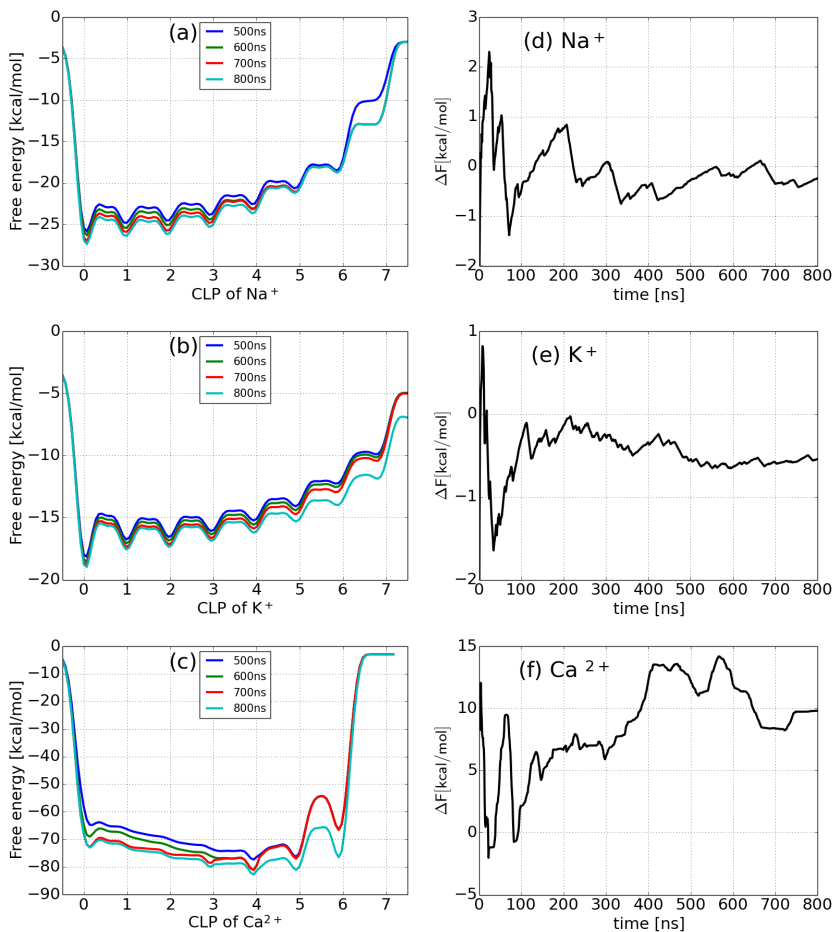 (a)
500ns
600ns
700ns
800ns
0
−5
−10
−15
−20
−25
−30
Free energy [kcal/mol]
0 1 2 3 4 5 6 7
CLP of Na⁺
(d) Na⁺
3
2
1
0
−1
−2
ΔF[kcal/mol]
0 100 200 300 400 500 600 700 800
time [ns]
(b)
500ns
600ns
700ns
800ns
0
−5
−10
−15
−20
Free energy [kcal/mol]
0 1 2 3 4 5 6 7
CLP of K⁺
(e) K⁺
1
0
−1
−2
ΔF[kcal/mol]
0 100 200 300 400 500 600 700 800
time [ns]
(c)
500ns
600ns
700ns
800ns
0
−10
−20
−30
−40
−50
−60
−70
−80
−90
Free energy [kcal/mol]
0 1 2 3 4 5 6 7
CLP of Ca²⁺
(f) Ca ²⁺
15
10
5
0
−5
ΔF[kcal/mol]
0 100 200 300 400 500 600 700 800
time [ns]